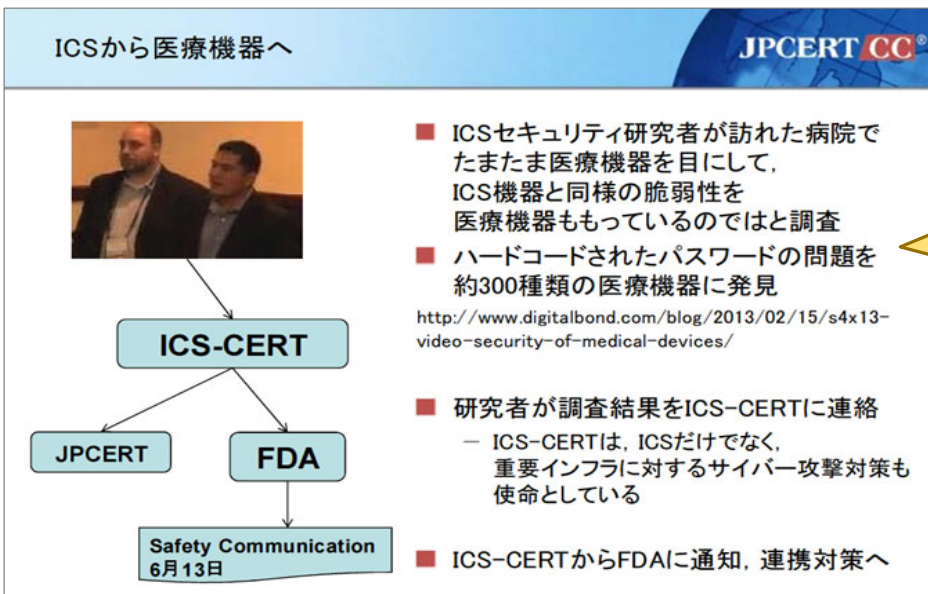 ICSから医療機器へ
JPCERT CC®
■ ICSセキュリティ研究者が訪れた病院で
たまたま医療機器を目にして,
ICS機器と同様の脆弱性を
医療機器ももっているのではと調査
■ ハードコードされたパスワードの問題を
約300種類の医療機器に発見
http://www.digitalbond.com/blog/2013/02/15/s4x13-
video-security-of-medical-devices/
■ 研究者が調査結果をICS-CERTに連絡
− ICS-CERTは, ICSだけでなく,
重要インフラに対するサイバー攻撃対策も
使命としている
■ ICS-CERTからFDAに通知, 連携対策へ
ICS-CERT
JPCERT
FDA
Safety Communication
6月13日